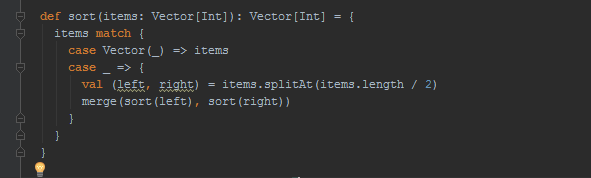 def sort(items: Vector[Int]): Vector[Int] = {
  items match {
    case Vector(_) => items
    case _ => {
      val (left, right) = items.splitAt(items.length / 2)
      merge(sort(left), sort(right))
    }
  }
}